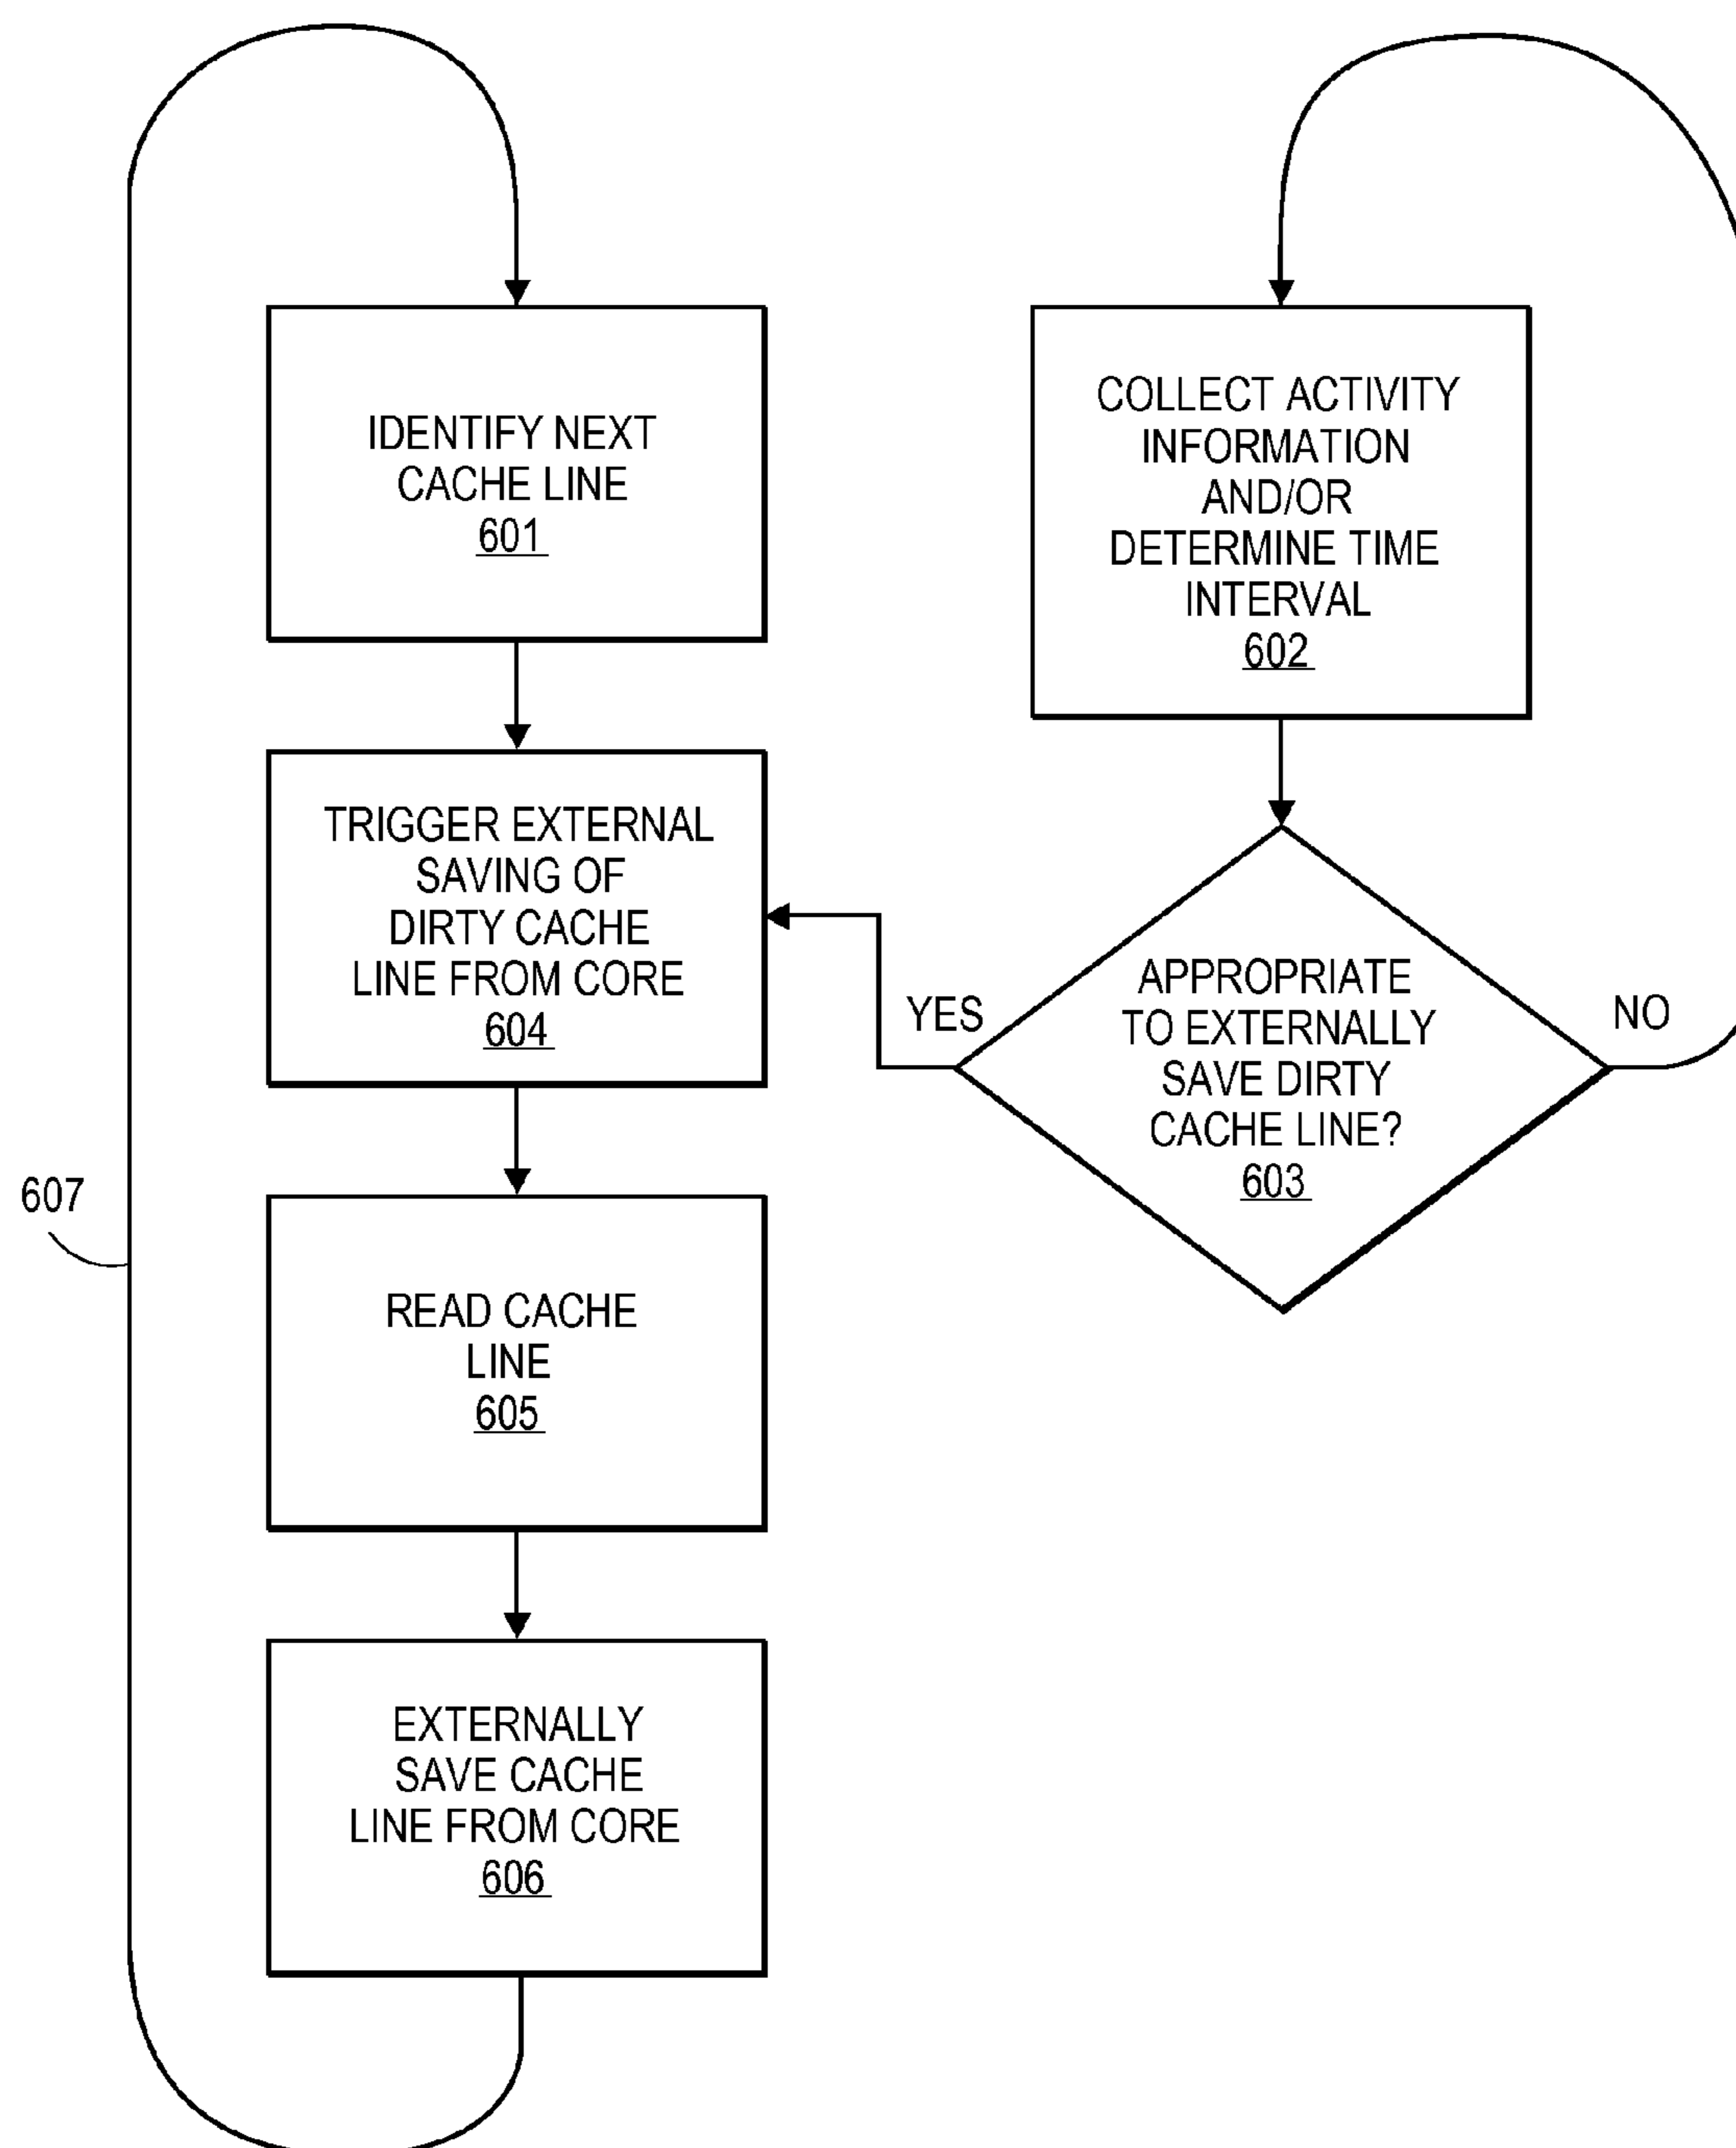 IDENTIFY NEXT
CACHE LINE
601
TRIGGER EXTERNAL
SAVING OF
DIRTY CACHE
LINE FROM CORE
604
READ CACHE
LINE
605
EXTERNALLY
SAVE CACHE
LINE FROM CORE
606
607
COLLECT ACTIVITY
INFORMATION
AND/OR
DETERMINE TIME
INTERVAL
602
APPROPRIATE
TO EXTERNALLY
SAVE DIRTY
CACHE LINE?
603
YES
NO